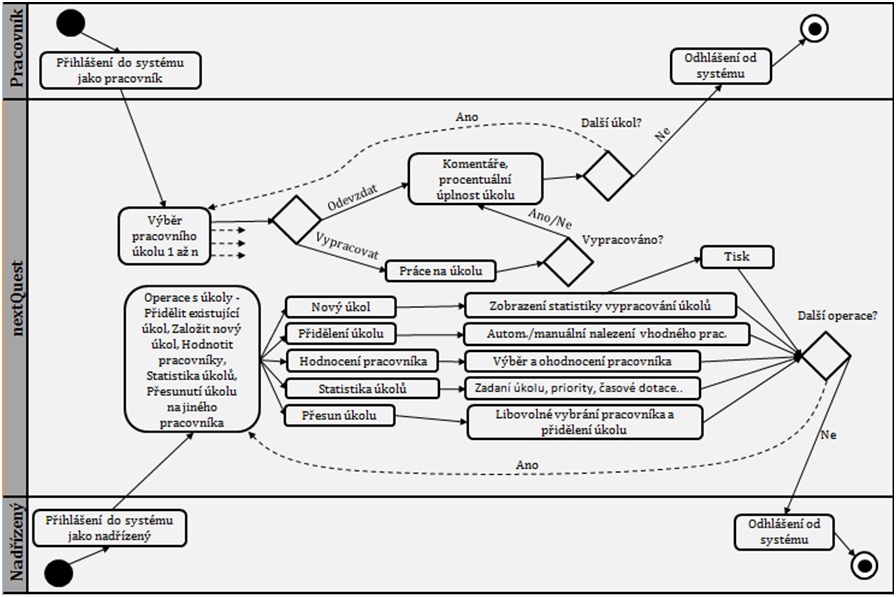 Pracovník
Přihlášení do systému
jako pracovník
Odhlášení od
systému
nextQuest
Ano
Další úkol?
Ne
Komentáře,
procentuální
úplnost úkolu
Odevzdat
Výběr
pracovního
úkolu 1 až n
Vypracovat
Ano/Ne
Vypracováno?
Práce na úkolu
Tisk
Operace s úkoly -
Přidělit existující
úkol, Založit nový
úkol, Hodnotit
pracovníky,
Statistika úkolů,
Přesunutí úkolu
na jiného
pracovníka
Nový úkol
Zobrazení statistiky vypracování úkolů
Další operace?
Přidělení úkolu
Autom./manuální nalezení vhodného prac.
Hodnocení pracovníka
Výběr a ohodnocení pracovníka
Statistika úkolů
Zadaní úkolu, priority, časové dotace..
Přesun úkolu
Libovolné vybrání pracovníka a
přidělení úkolu
Ne
Ano
Nadřízený
Přihlášení do systému
jako nadřízený
Odhlášení od
systému